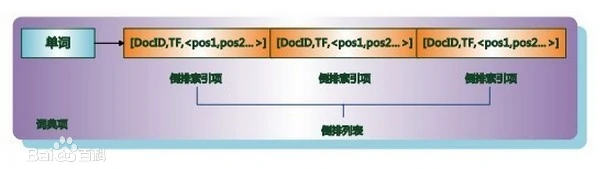 单词
[DocID,TF,<pos1,pos2... >]
[DocID,TF,<pos1,pos2... >]
[DocID,TF,<pos1,pos2... >]
倒排索引项
倒排索引项
倒排索引项
词典项
倒排列表
Bai百科